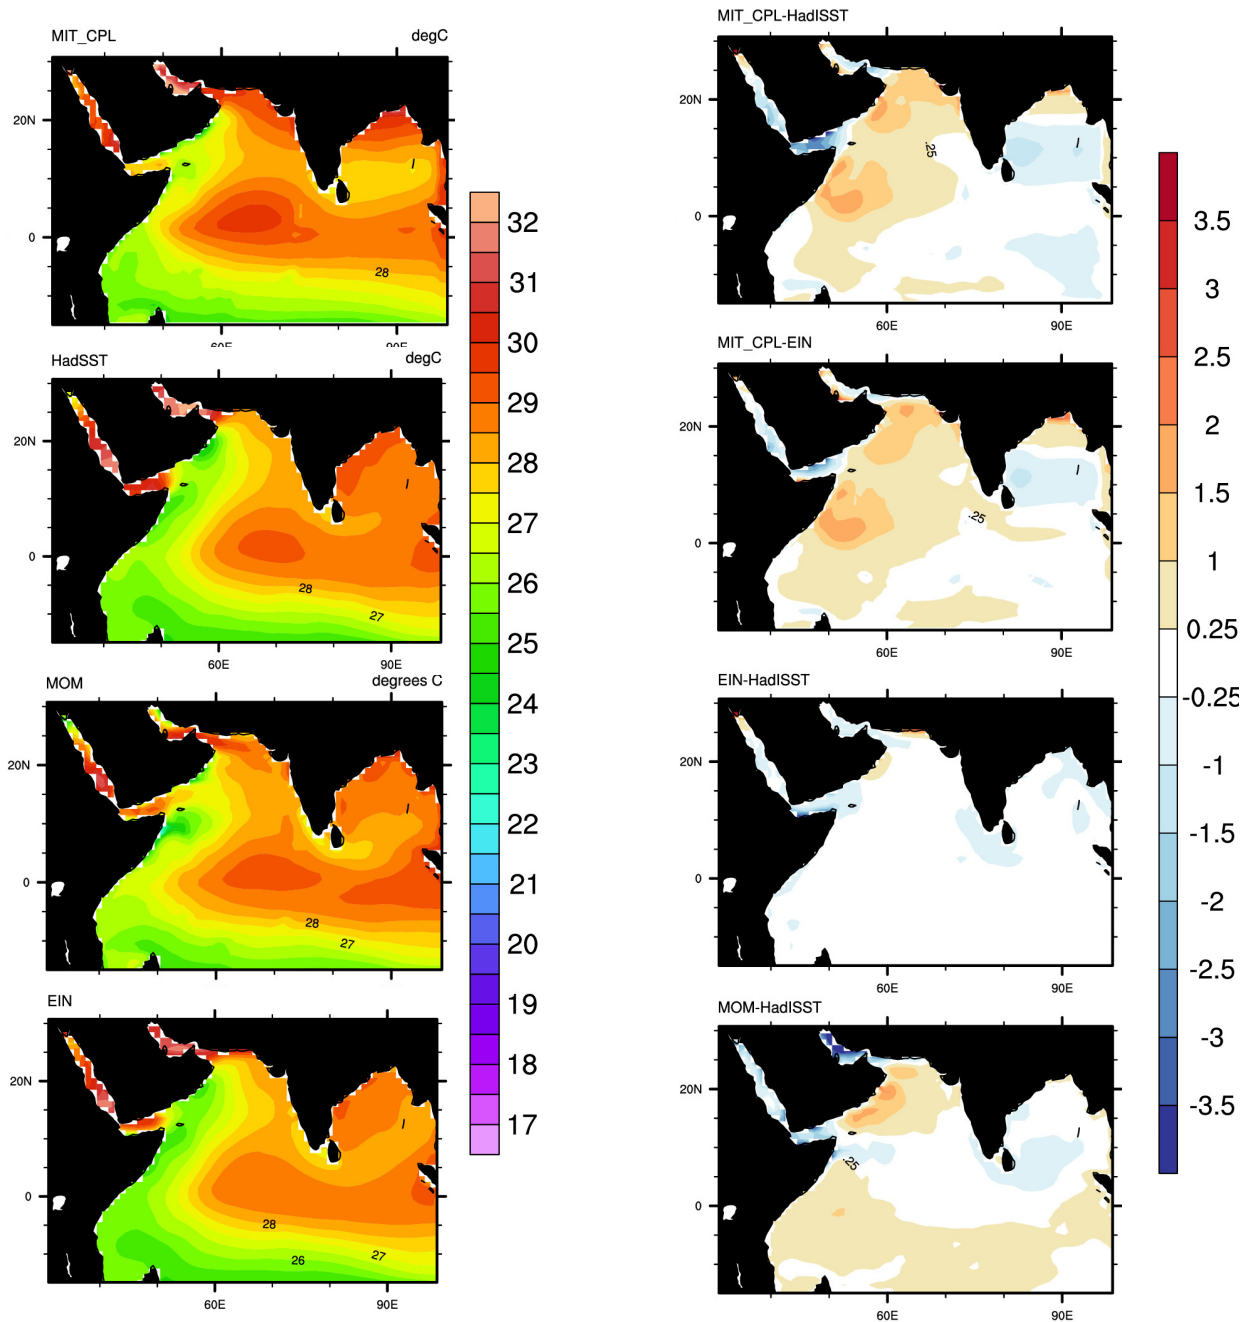 MIT_CPL degC
20N
0
28
60E 90E
HadSST degC
20N
0
28
27
60E 90E
MOM degrees C
20N
0
28
27
60E 90E
EIN
20N
0
28
27
26
60E 90E
32
31
30
29
28
27
26
25
24
23
22
21
20
19
18
17
MIT_CPL-HadISST
20N
.25
0
60E 90E
MIT_CPL-EIN
20N
.25
0
60E 90E
EIN-HadISST
20N
0
60E 90E
MOM-HadISST
20N
.25
0
60E 90E
3.5
3
2.5
2
1.5
1
0.25
-0.25
-1
-1.5
-2
-2.5
-3
-3.5